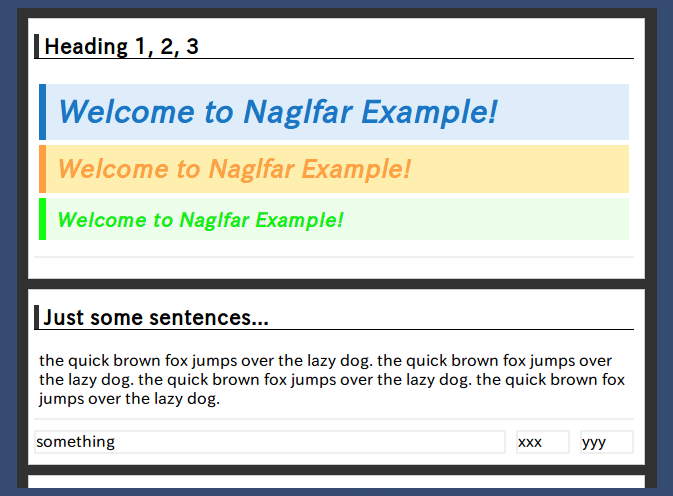 Heading 1, 2, 3
Welcome to Naglfar Example!
Welcome to Naglfar Example!
Welcome to Naglfar Example!
Just some sentences...
the quick brown fox jumps over the lazy dog. the quick brown fox jumps over
the lazy dog. the quick brown fox jumps over the lazy dog. the quick brown fox
jumps over the lazy dog.
something xxx yyy